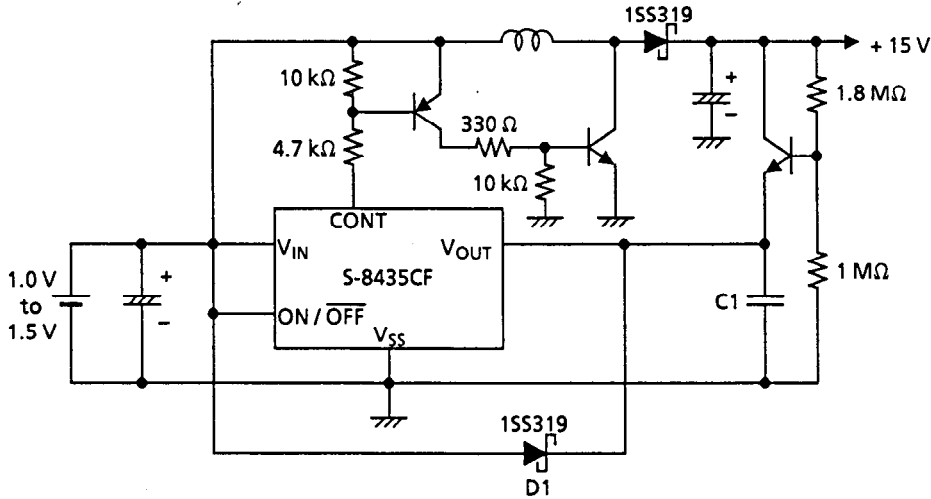 1SS319
+ 15 V
10 kΩ
+
-
1.8 MΩ
330 Ω
4.7 kΩ
10 kΩ
CONT
VIN
VOUT
1.0 V
to
1.5 V
+
-
S-8435CF
1 MΩ
C1
ON / OFF
VSS
1SS319
D1